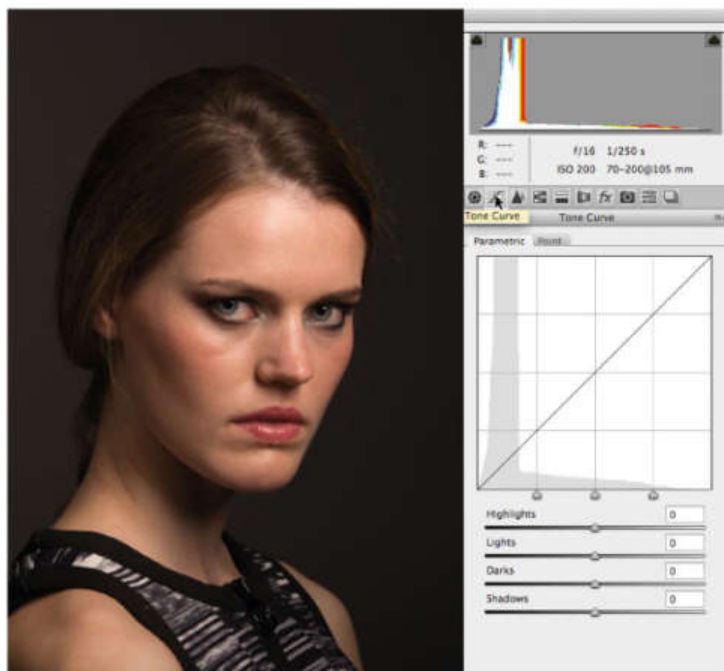 R: ---
G: ---
B: ---
f/16 1/250 s
ISO 200 70-200@105 mm
fx
Tone Curve
Tone Curve
Parametric Point
Highlights 0
Lights 0
Darks 0
Shadows 0